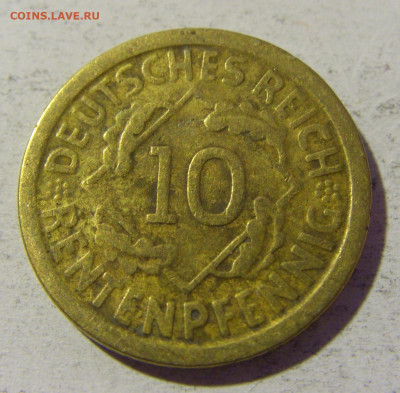 COINS.LAVE.RU
DEUTSCHES REICH
10
RENTENPFENNIG